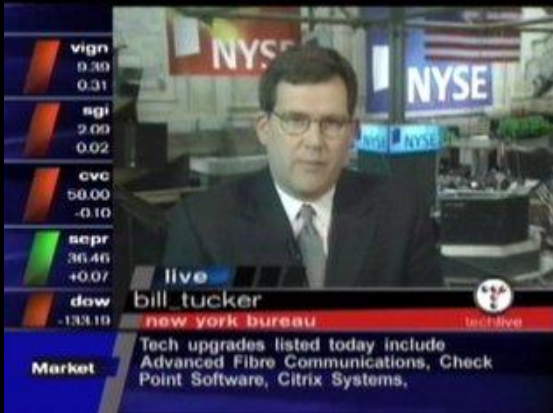 vign
9.39
0.31
sgi
2.09
0.02
cvc
58.00
-0.10
sepr
36.46
+0.07
dow
-133.19
NYSE
NYSE
NYSE
NYSE
live
bill_tucker
new york bureau
techlive
Market
Tech upgrades listed today include
Advanced Fibre Communications, Check
Point Software, Citrix Systems,